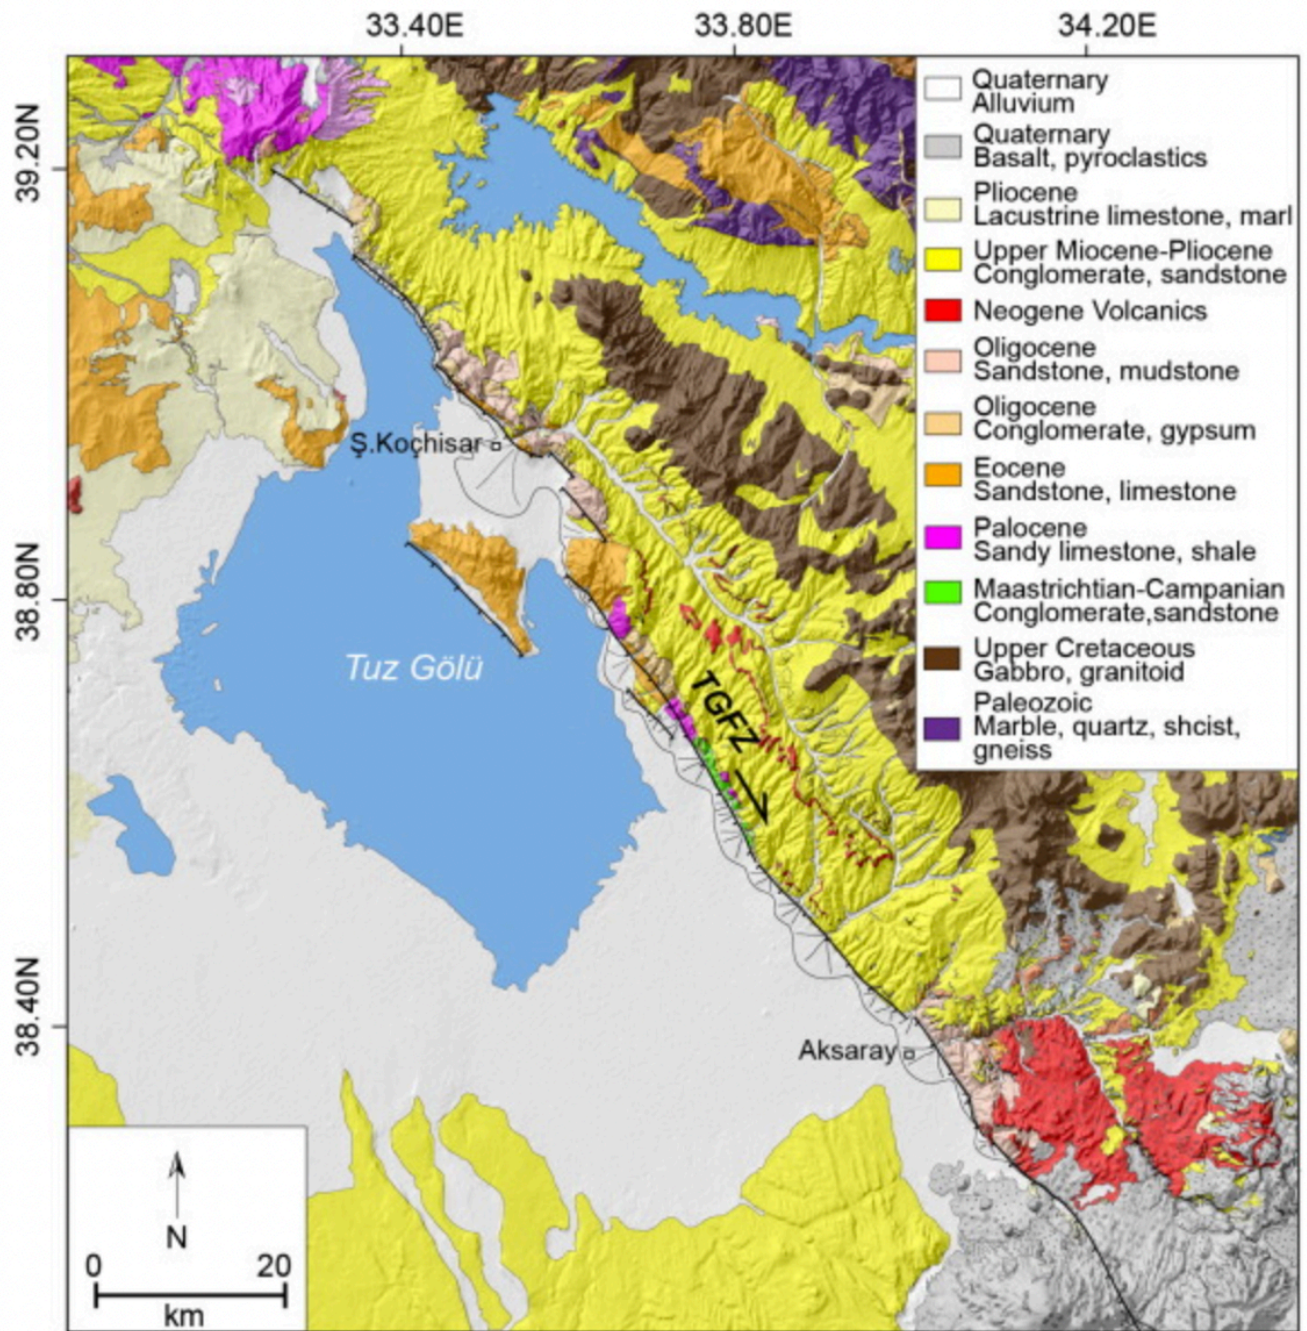 33.40E
33.80E
34.20E
39.20N
38.80N
38.40N
Quaternary
Alluvium
Quaternary
Basalt, pyroclastics
Pliocene
Lacustrine limestone, marl
Upper Miocene-Pliocene
Conglomerate, sandstone
Neogene Volcanics
Oligocene
Sandstone, mudstone
Oligocene
Conglomerate, gypsum
Eocene
Sandstone, limestone
Palocene
Sandy limestone, shale
Maastrichtian-Campanian
Conglomerate,sandstone
Upper Cretaceous
Gabbro, granitoid
Paleozoic
Marble, quartz, shcist,
gneiss
Ş.Koçhisar
Tuz Gölü
TGFZ
Aksaray
N
0 20
km